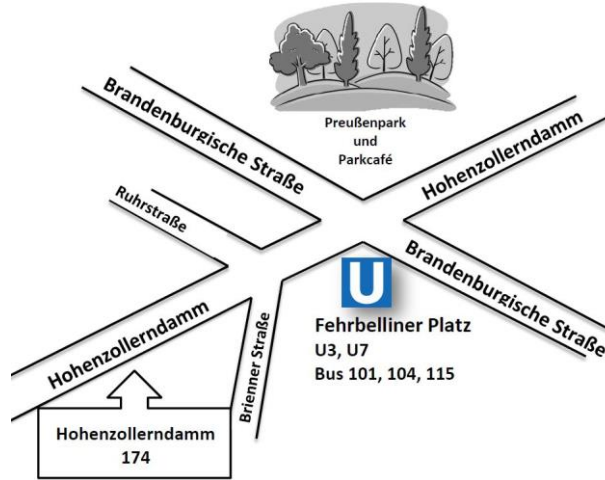 Preußenpark
und
Parkcafé
Brandenburgische Straße
Hohenzollerndamm
Ruhrstraße
U
Fehrbelliner Platz
U3, U7
Bus 101, 104, 115
Brandenburgische Straße
Hohenzollerndamm
Brienner Straße
Hohenzollerndamm
174